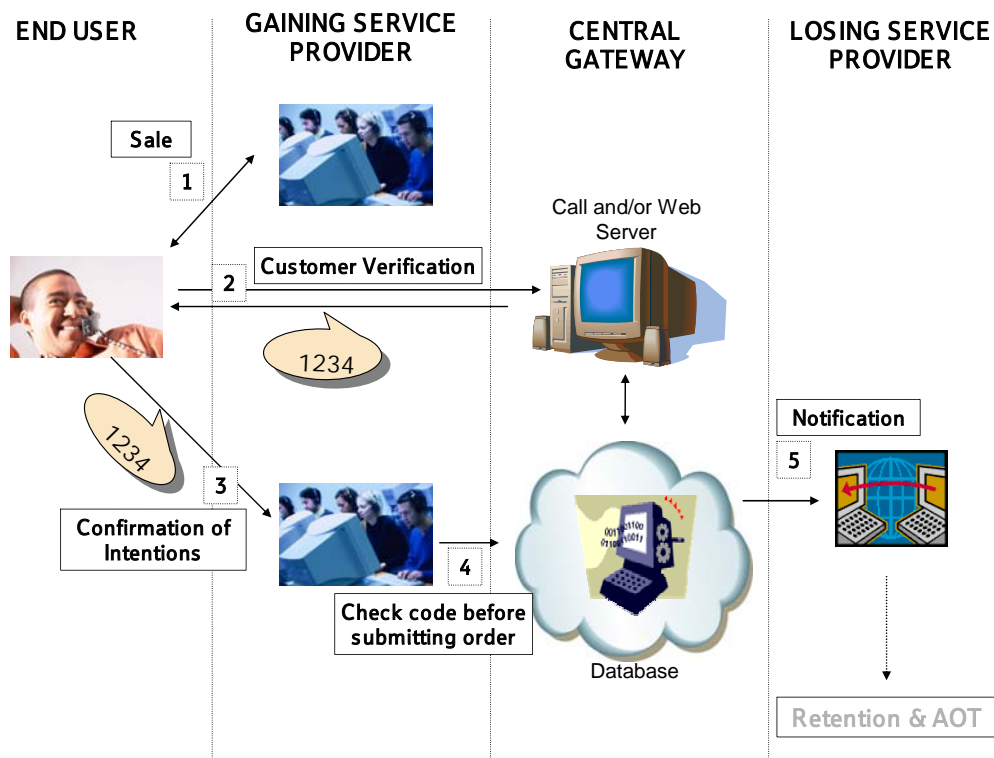 END USER
GAINING SERVICE
PROVIDER
CENTRAL
GATEWAY
LOSING SERVICE
PROVIDER
Sale
1
Call and/or Web
Server
Customer Verification
2
1234
1234
3
Confirmation of
Intentions
4
Check code before
submitting order
Database
Notification
5
Retention & AOT